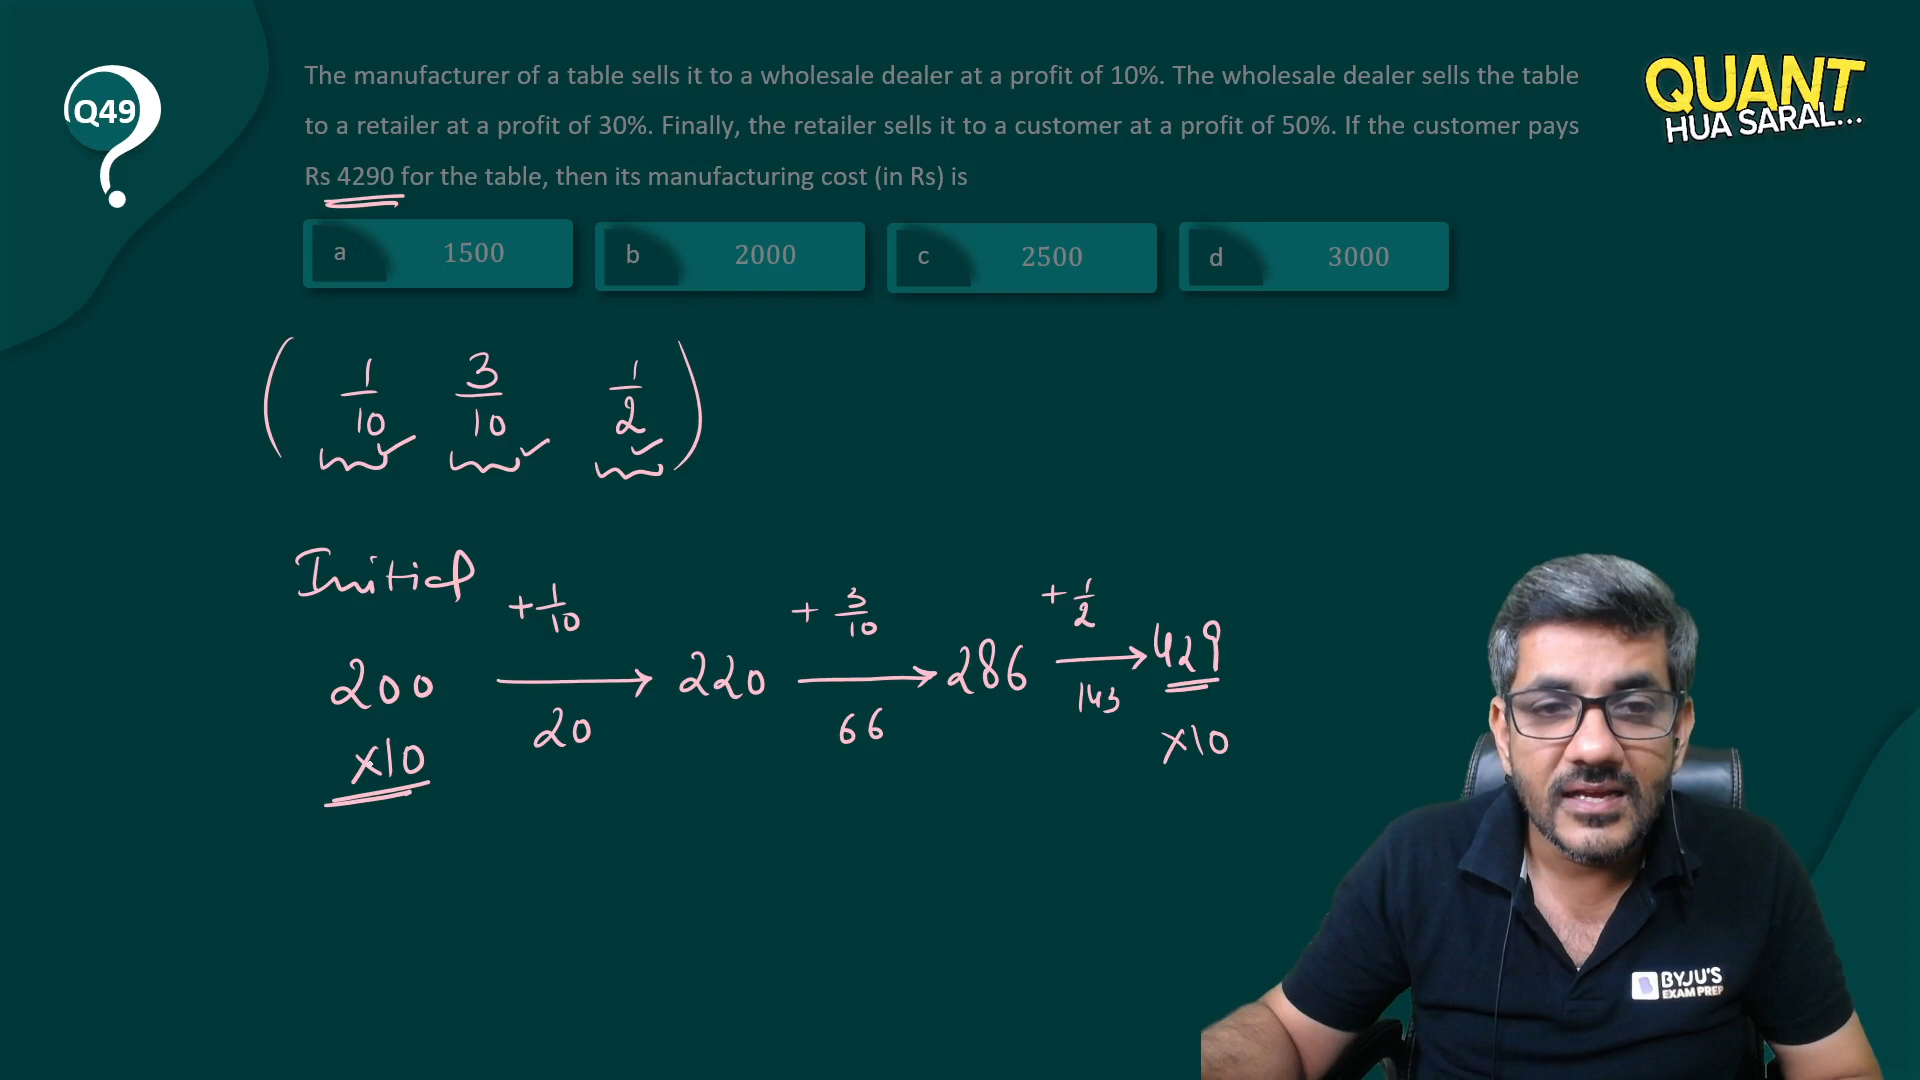 Q49
The manufacturer of a table sells it to a wholesale dealer at a profit of 10%. The wholesale dealer sells the table
to a retailer at a profit of 30%. Finally, the retailer sells it to a customer at a profit of 50%. If the customer pays
Rs 4290 for the table, then its manufacturing cost (in Rs) is
QUANT
HUA SARAL...
a 1500 b 2000 c 2500 d 3000
( 1/10 3/10 1/2 )
Initial
+1/10 + 3/10 + 1/2
200 → 220 → 286 → 429
20 66 143
×10 ×10
BYJU'S
EXAM PREP